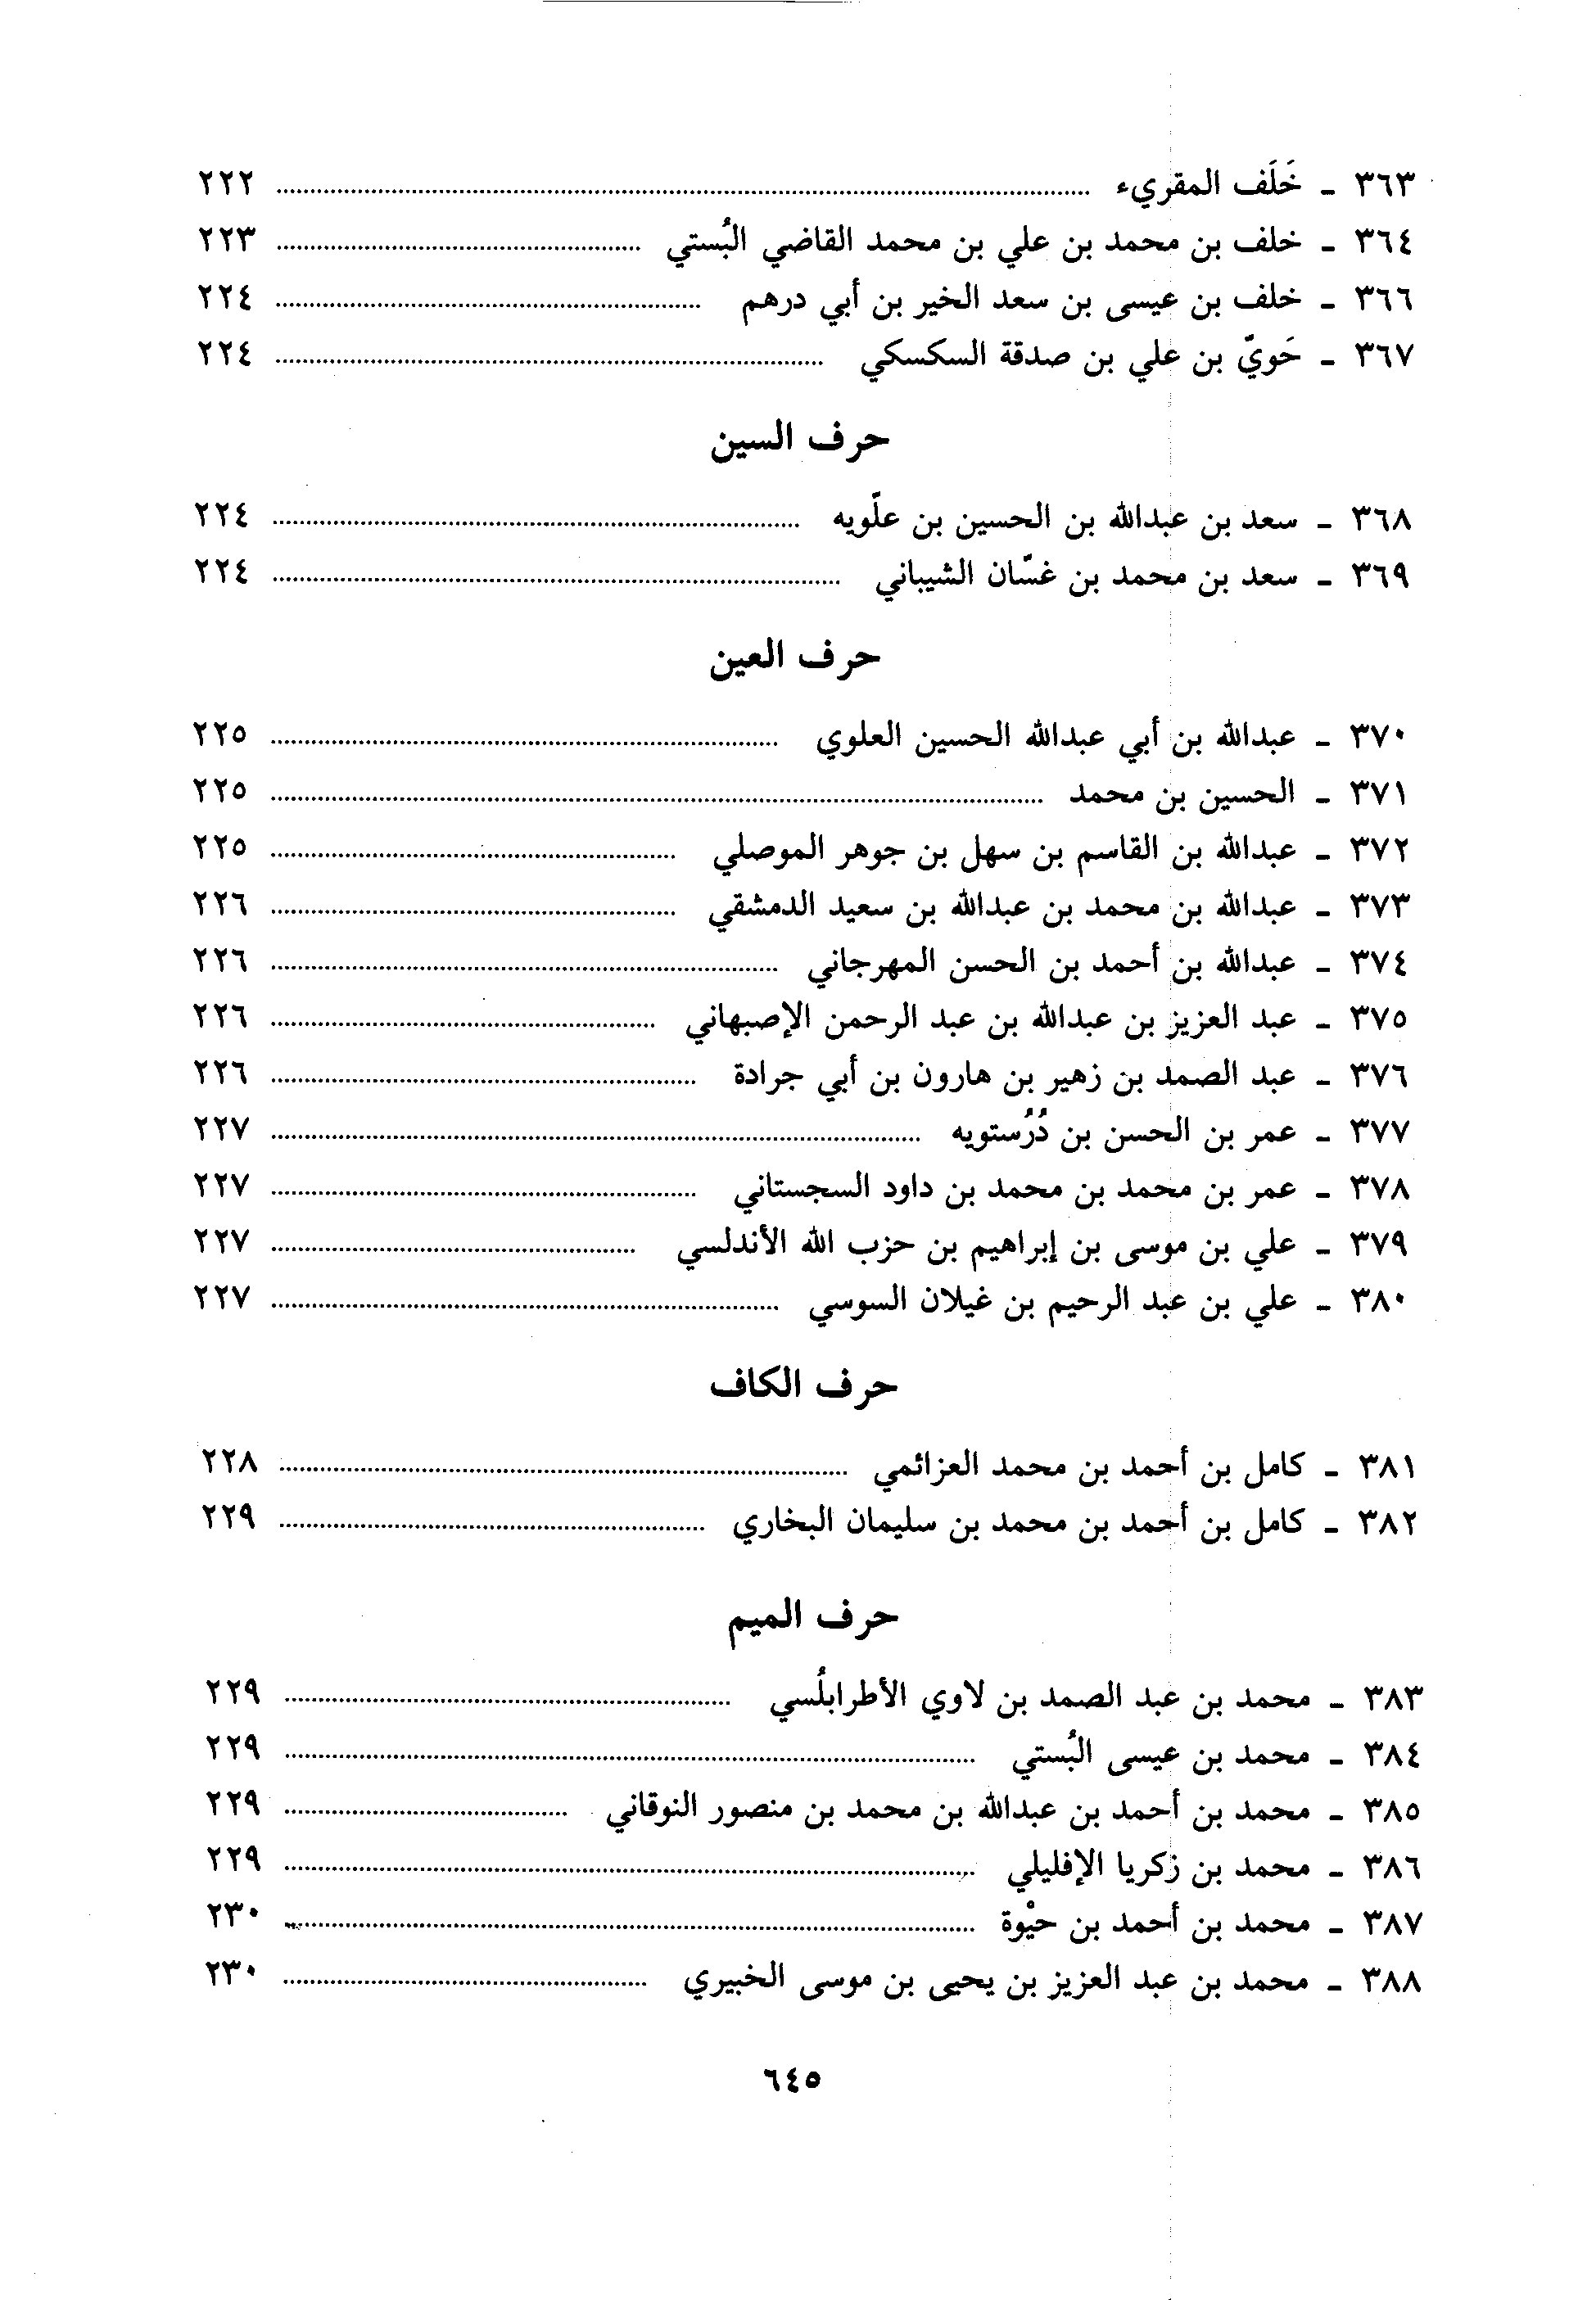 ٣٦٣ ـ خَلَف المقريء ........ ٢٢٢
٣٦٤ ـ خلف بن محمد بن علي بن محمد القاضي البُستي ........ ٢٢٣
٣٦٦ ـ خلف بن عيسى بن سعد الخير بن أبي درهم ........ ٢٢٤
٣٦٧ ـ حَويّ بن علي بن صدقة السكسكي ........ ٢٢٤
حرف السين
٣٦٨ ـ سعد بن عبدالله بن الحسين بن علّويه ........ ٢٢٤
٣٦٩ ـ سعد بن محمد بن غسّان الشيباني ........ ٢٢٤
حرف العين
٣٧٠ ـ عبدالله بن أبي عبدالله الحسين العلوي ........ ٢٢٥
٣٧١ ـ الحسين بن محمد ........ ٢٢٥
٣٧٢ ـ عبدالله بن القاسم بن سهل بن جوهر الموصلي ........ ٢٢٥
٣٧٣ ـ عبدالله بن محمد بن عبدالله بن سعيد الدمشقي ........ ٢٢٦
٣٧٤ ـ عبدالله بن أحمد بن الحسن المهرجاني ........ ٢٢٦
٣٧٥ ـ عبد العزيز بن عبدالله بن عبد الرحمن الإصبهاني ........ ٢٢٦
٣٧٦ ـ عبد الصمد بن زهير بن هارون بن أبي جرادة ........ ٢٢٦
٣٧٧ ـ عمر بن الحسن بن دُرُستويه ........ ٢٢٧
٣٧٨ ـ عمر بن محمد بن محمد بن داود السجستاني ........ ٢٢٧
٣٧٩ ـ علي بن موسى بن إبراهيم بن حزب الله الأندلسي ........ ٢٢٧
٣٨٠ ـ علي بن عبد الرحيم بن غيلان السوسي ........ ٢٢٧
حرف الكاف
٣٨١ ـ كامل بن أحمد بن محمد العزائمي ........ ٢٢٨
٣٨٢ ـ كامل بن أحمد بن محمد بن سليمان البخاري ........ ٢٢٩
حرف الميم
٣٨٣ ـ محمد بن عبد الصمد بن لاوي الأطرابلُسي ........ ٢٢٩
٣٨٤ ـ محمد بن عيسى البُستي ........ ٢٢٩
٣٨٥ ـ محمد بن أحمد بن عبدالله بن محمد بن منصور النوقاني ........ ٢٢٩
٣٨٦ ـ محمد بن زكريا الإفليلي ........ ٢٢٩
٣٨٧ ـ محمد بن أحمد بن حيْوة ........ ٢٣٠
٣٨٨ ـ محمد بن عبد العزيز بن يحيى بن موسى الخبيري ........ ٢٣٠
٦٤٥